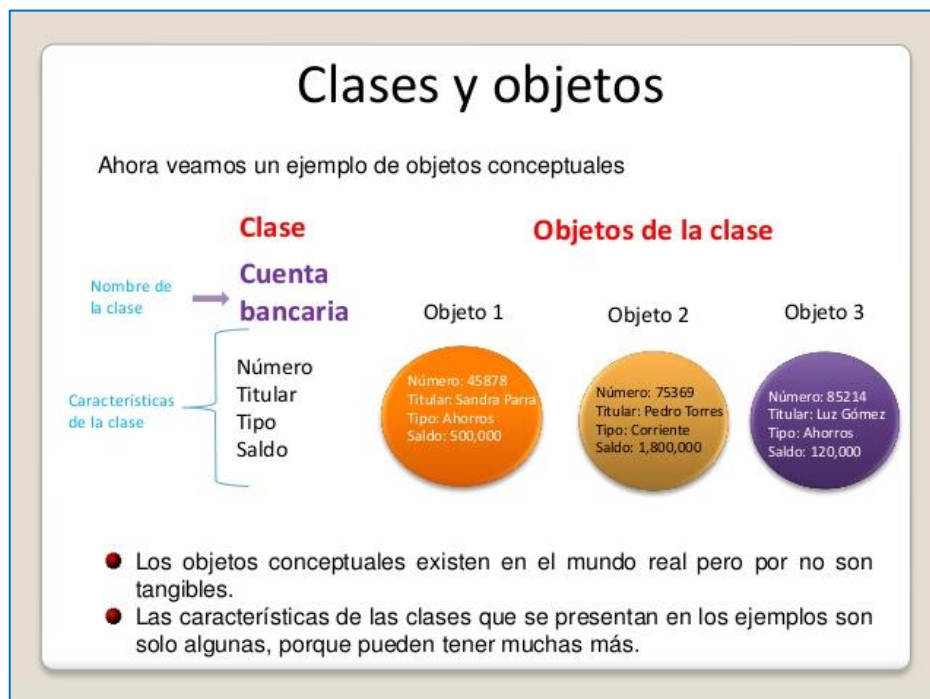 Clases y objetos
Ahora veamos un ejemplo de objetos conceptuales
Clase
Objetos de la clase
Nombre de
la clase
Cuenta
bancaria
Objeto 1
Objeto 2
Objeto 3
Características
de la clase
Número
Titular
Tipo
Saldo
Número: 45878
Titular: Sandra Parra
Tipo: Ahorros
Saldo: 500,000
Número: 75369
Titular: Pedro Torres
Tipo: Corriente
Saldo: 1,800,000
Número: 85214
Titular: Luz Gómez
Tipo: Ahorros
Saldo: 120,000
Los objetos conceptuales existen en el mundo real pero por no son
tangibles.
Las características de las clases que se presentan en los ejemplos son
solo algunas, porque pueden tener muchas más.